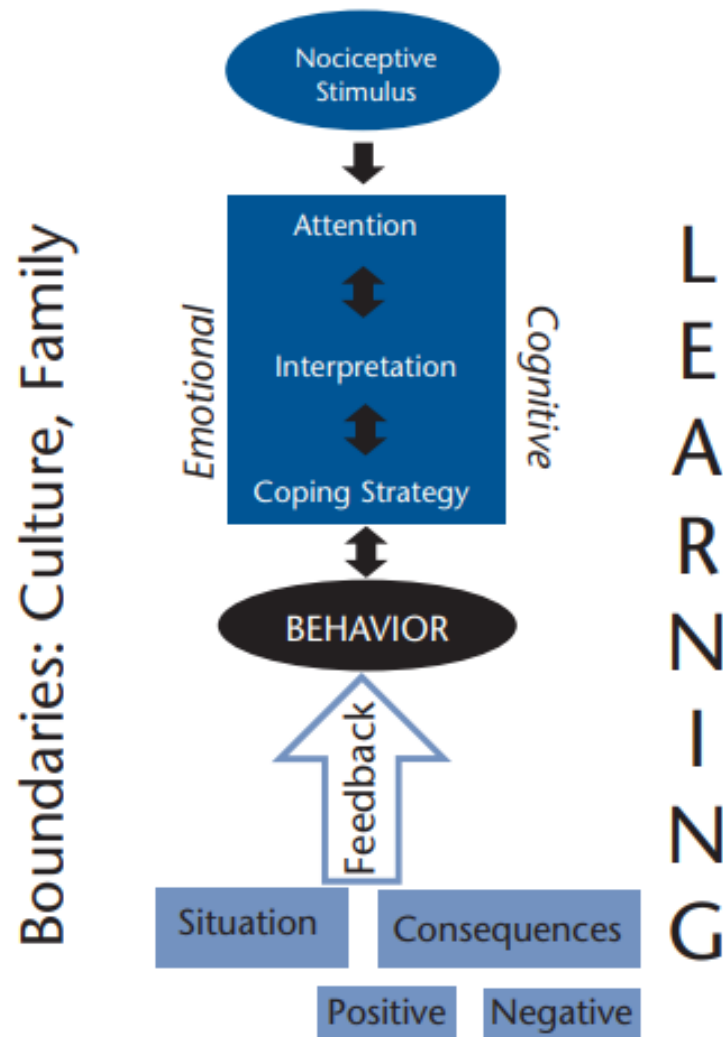 Nociceptive
Stimulus
Attention
Interpretation
Coping Strategy
Emotional
Cognitive
BEHAVIOR
Feedback
Situation
Consequences
Positive
Negative
Boundaries: Culture, Family
LEARNING